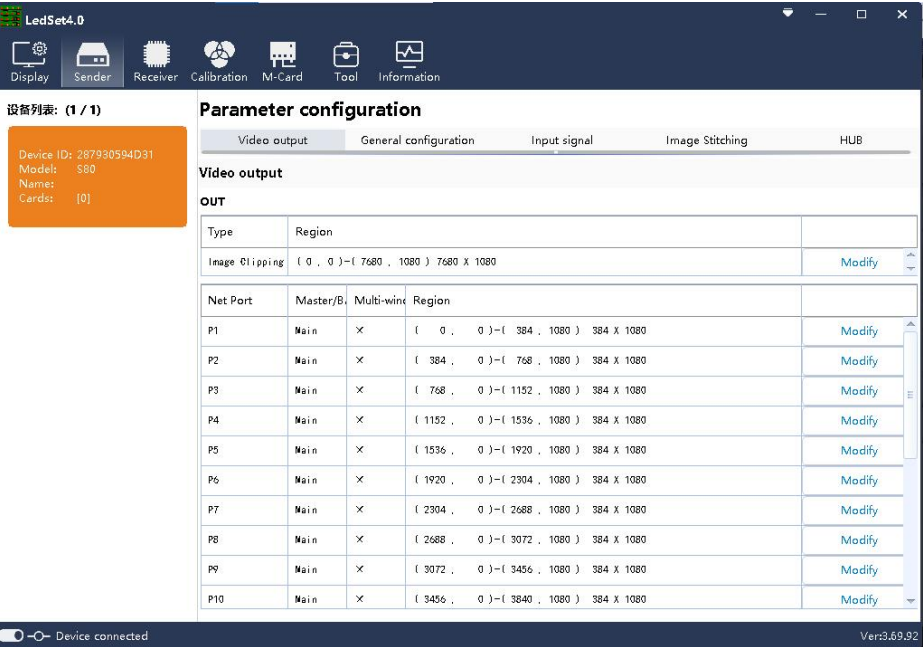 LedSet4.0
Display Sender Receiver Calibration M-Card Tool Information
设备列表: (1 / 1)
Device ID: 287930594D31
Model: S80
Name:
Cards: [0]
Parameter configuration
Video output General configuration Input signal Image Stitching HUB
Video output
OUT
Type Region
Image Clipping ( 0 , 0 )-( 7680 , 1080 ) 7680 X 1080 Modify
Net Port Master/Ba Multi-wind Region
P1 Main × ( 0 , 0 )-( 384 , 1080 ) 384 X 1080 Modify
P2 Main × ( 384 , 0 )-( 768 , 1080 ) 384 X 1080 Modify
P3 Main × ( 768 , 0 )-( 1152 , 1080 ) 384 X 1080 Modify
P4 Main × ( 1152 , 0 )-( 1536 , 1080 ) 384 X 1080 Modify
P5 Main × ( 1536 , 0 )-( 1920 , 1080 ) 384 X 1080 Modify
P6 Main × ( 1920 , 0 )-( 2304 , 1080 ) 384 X 1080 Modify
P7 Main × ( 2304 , 0 )-( 2688 , 1080 ) 384 X 1080 Modify
P8 Main × ( 2688 , 0 )-( 3072 , 1080 ) 384 X 1080 Modify
P9 Main × ( 3072 , 0 )-( 3456 , 1080 ) 384 X 1080 Modify
P10 Main × ( 3456 , 0 )-( 3840 , 1080 ) 384 X 1080 Modify
Device connected Ver:3.69.92